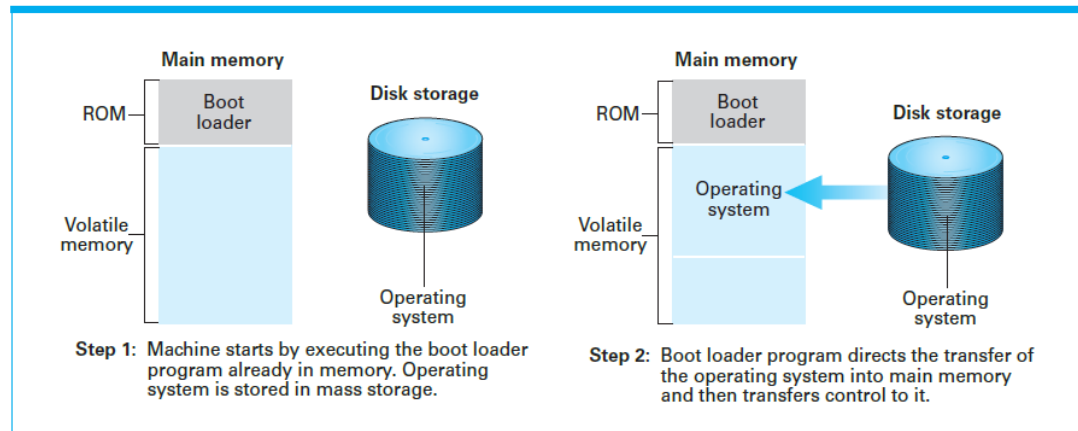 Main memory
ROM
Boot
loader
Disk storage
Volatile
memory
Operating
system
Step 1: Machine starts by executing the boot loader
program already in memory. Operating
system is stored in mass storage.
Main memory
ROM
Boot
loader
Disk storage
Operating
system
Volatile
memory
Operating
system
Step 2: Boot loader program directs the transfer of
the operating system into main memory
and then transfers control to it.